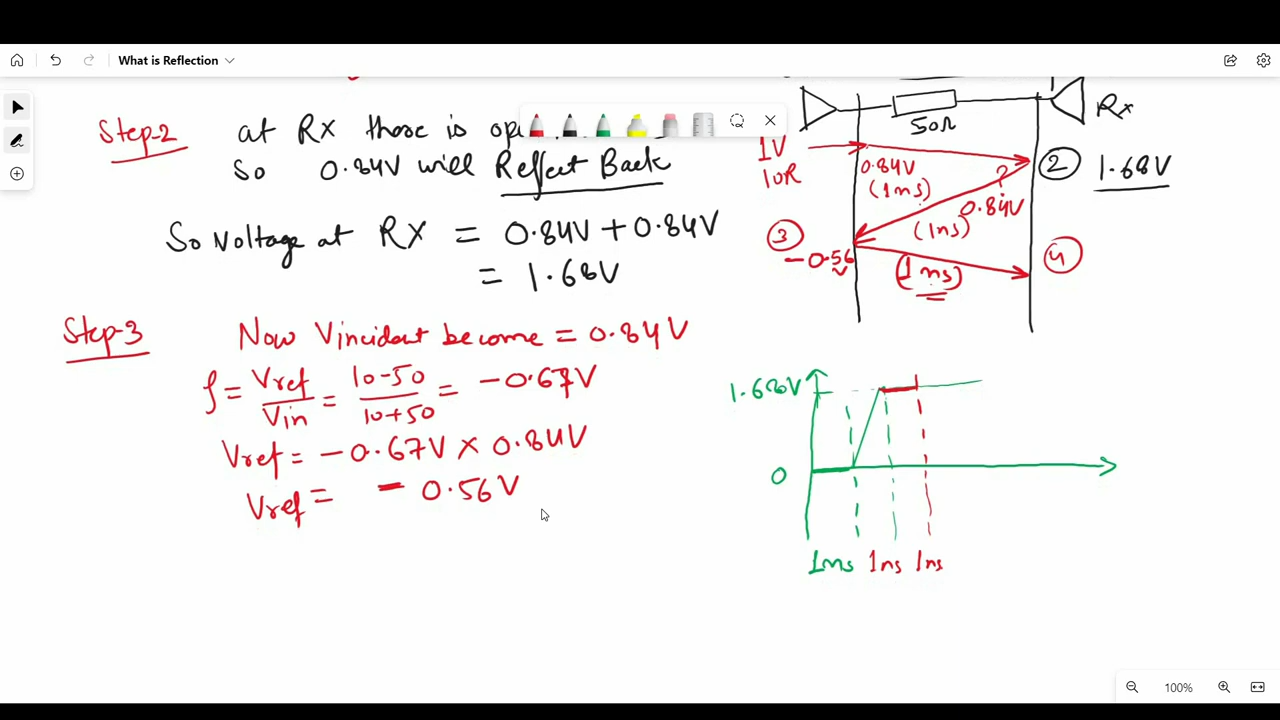 What is Reflection
Step-2 at RX those is op
So 0.84V will Reflect Back
So Voltage at RX = 0.84V + 0.84V
= 1.68V
Step-3 Now Vincident become = 0.84V
ρ = Vref/Vin = 10-50/10+50 = -0.67V
Vref = -0.67V × 0.84V
Vref = - 0.56V
Rx
50Ω
1V
10R
0.84V
(1ns)
2 1.68V
?
0.84V
(1ns)
3
-0.56
V
(1 ns)
4
1.68V
0
1ns 1ns 1ns
100%